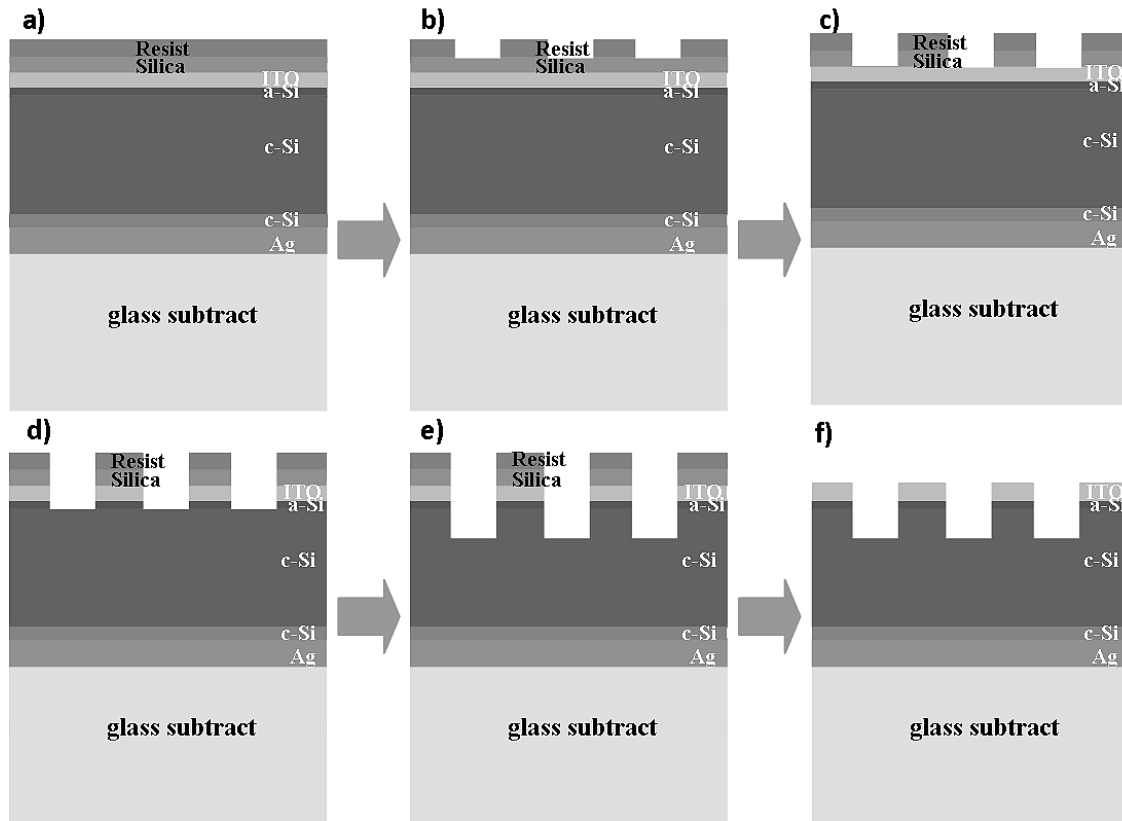 a)
Resist
Silica
ITO
a-Si
c-Si
c-Si
Ag
glass subtract
b)
Resist
Silica
ITO
a-Si
c-Si
c-Si
Ag
glass subtract
c)
Resist
Silica
ITO
a-Si
c-Si
c-Si
Ag
glass subtract
d)
Resist
Silica
ITO
a-Si
c-Si
c-Si
Ag
glass subtract
e)
Resist
Silica
ITO
a-Si
c-Si
c-Si
Ag
glass subtract
f)
ITO
a-Si
c-Si
c-Si
Ag
glass subtract